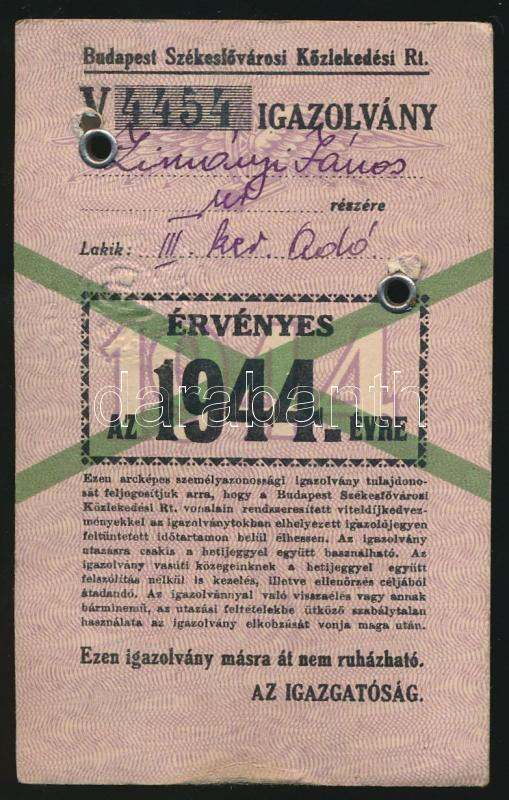 Budapest Székesfővárosi Közlekedési Rt.
V 4454 IGAZOLVÁNY
Zimányi János
úr részére
Lakik: III. ker Adó
ÉRVÉNYES
AZ 1944. ÉVRE
darabanth
Ezen arcképes személyazonossági igazolvány tulajdono-
sát feljogosítjuk arra, hogy a Budapest Székesfővárosi
Közlekedési Rt. vonalain rendszeresített viteldíjkedvez-
ményekkel az igazolványtokban elhelyezett igazolójegyen
feltüntetett időtartamon belül élhessen. Az igazolvány
utazásra csakis a hetijeggyel együtt használható. Az
igazolvány vasúti közegeinknek a hetijeggyel együtt
felszólítás nélkül is kezelés, illetve ellenőrzés céljából
átadandó. Az igazolvánnyal való visszaélés vagy annak
bárminemű, az utazási feltételekbe ütköző szabálytalan
használata az igazolvány elkobzását vonja maga után.
Ezen igazolvány másra át nem ruházható.
AZ IGAZGATÓSÁG.